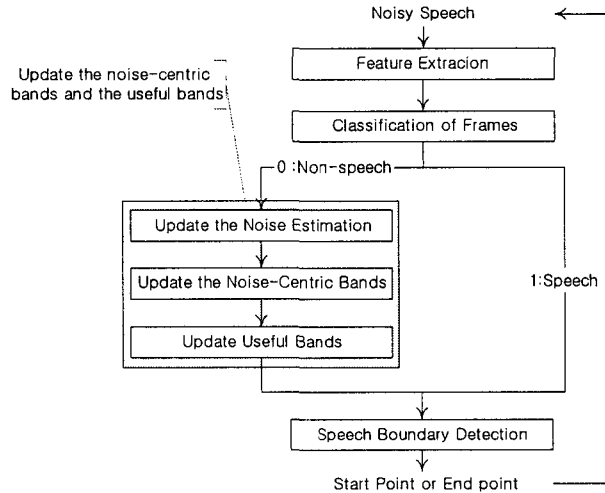 Noisy Speech
Feature Extracion
Update the noise-centric
bands and the useful bands
Classification of Frames
0 :Non-speech
Update the Noise Estimation
Update the Noise-Centric Bands
1:Speech
Update Useful Bands
Speech Boundary Detection
Start Point or End point